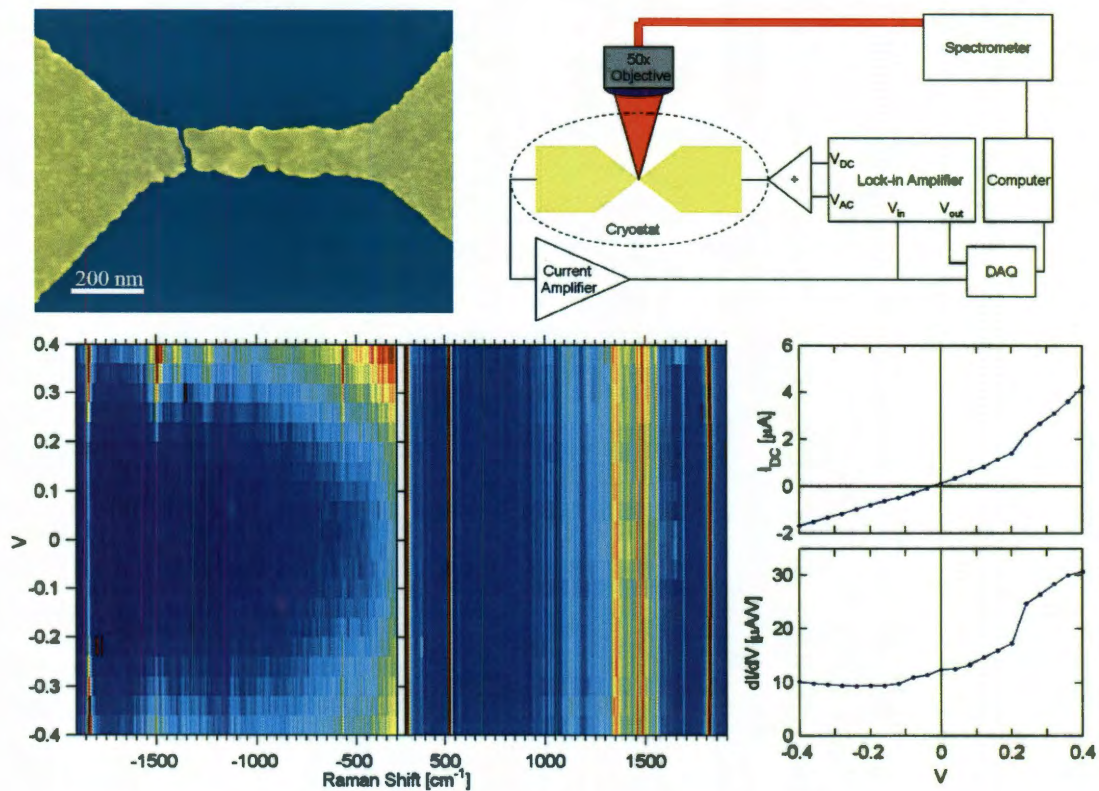 200 nm
50x
Objective
Spectrometer
Cryostat
÷
V_DC
V_AC
Lock-in Amplifier
V_in
V_out
Computer
Current
Amplifier
DAQ
0.4
0.3
0.2
0.1
0
-0.1
-0.2
-0.3
-0.4
V
-1500
-1000
-500
500
1000
1500
Raman Shift [cm⁻¹]
6
4
2
0
-2
I_DC [μA]
30
20
10
0
dI/dV [μA/V]
-0.4
-0.2
0
0.2
0.4
V